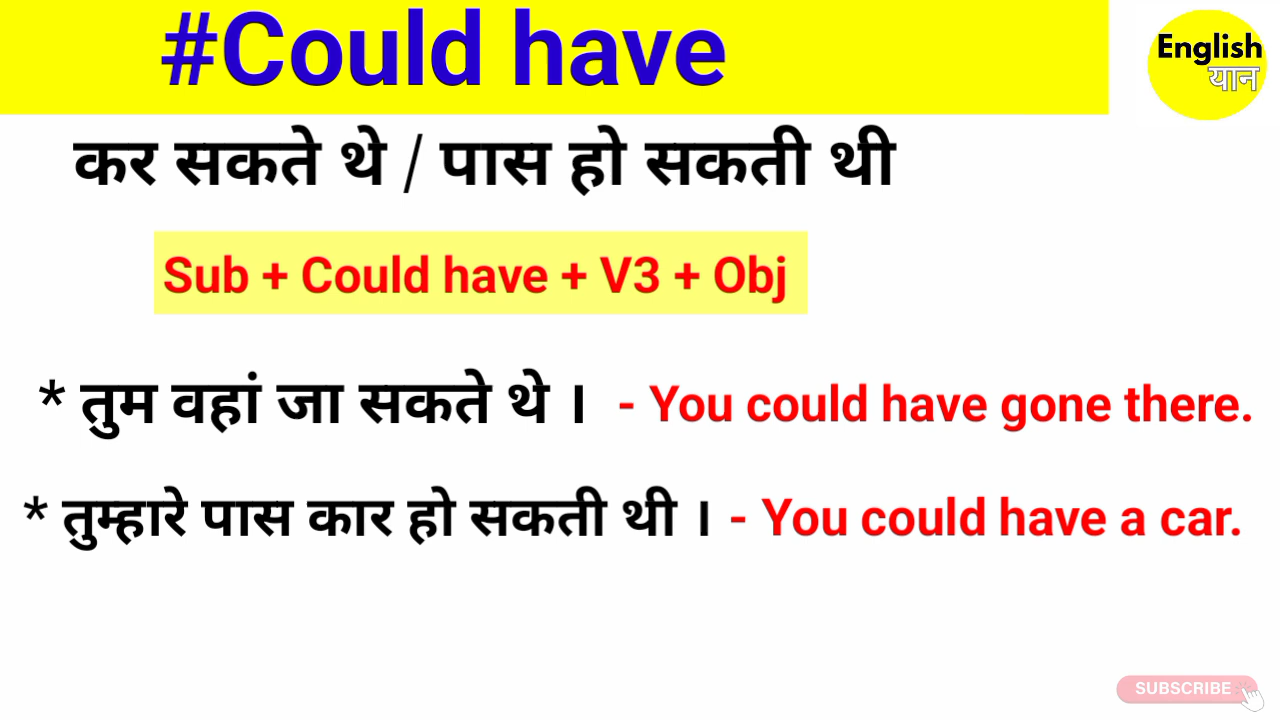 #Could have
English
यान
कर सकते थे / पास हो सकती थी
Sub + Could have + V3 + Obj
* तुम वहां जा सकते थे । - You could have gone there.
* तुम्हारे पास कार हो सकती थी । - You could have a car.
SUBSCRIBE